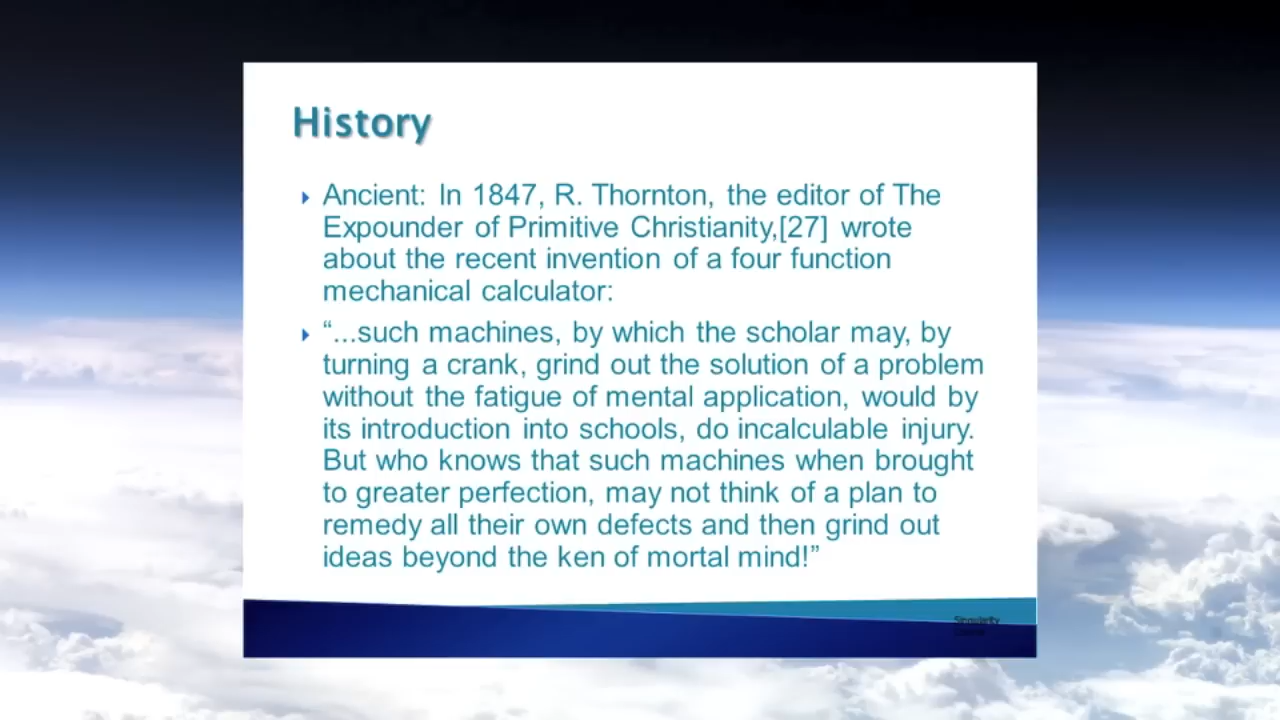 History
Ancient: In 1847, R. Thornton, the editor of The
Expounder of Primitive Christianity,[27] wrote
about the recent invention of a four function
mechanical calculator:
“...such machines, by which the scholar may, by
turning a crank, grind out the solution of a problem
without the fatigue of mental application, would by
its introduction into schools, do incalculable injury.
But who knows that such machines when brought
to greater perfection, may not think of a plan to
remedy all their own defects and then grind out
ideas beyond the ken of mortal mind!”
Singularity